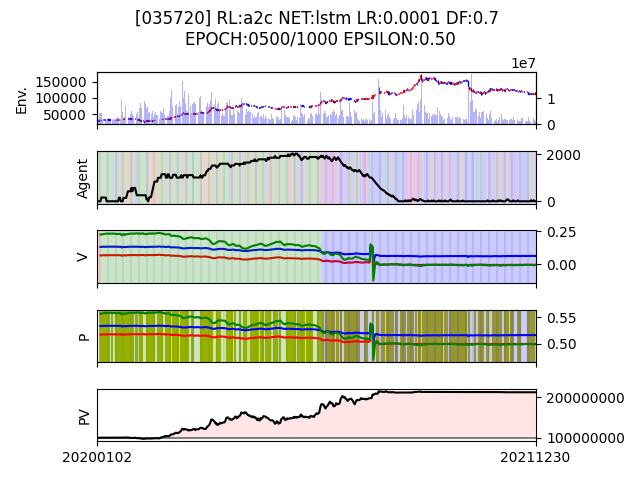 [035720] RL:a2c NET:lstm LR:0.0001 DF:0.7
EPOCH:0500/1000 EPSILON:0.50
1e7
Env.
150000
100000
50000
1
0
Agent
2000
0
V
0.25
0.00
P
0.55
0.50
PV
200000000
100000000
20200102
20211230